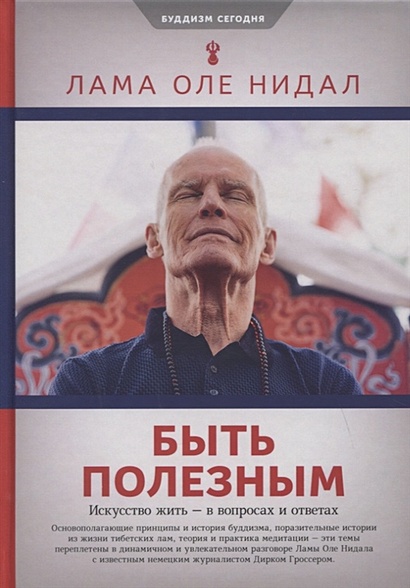 БУДДИЗМ СЕГОДНЯ
ЛАМА ОЛЕ НИДАЛ
БЫТЬ
ПОЛЕЗНЫМ
Искусство жить — в вопросах и ответах
Основополагающие принципы и история буддизма, поразительные истории
из жизни тибетских лам, теория и практика медитации — эти темы
переплетены в динамичном и увлекательном разговоре Ламы Оле Нидала
с известным немецким журналистом Дирком Гроссером.